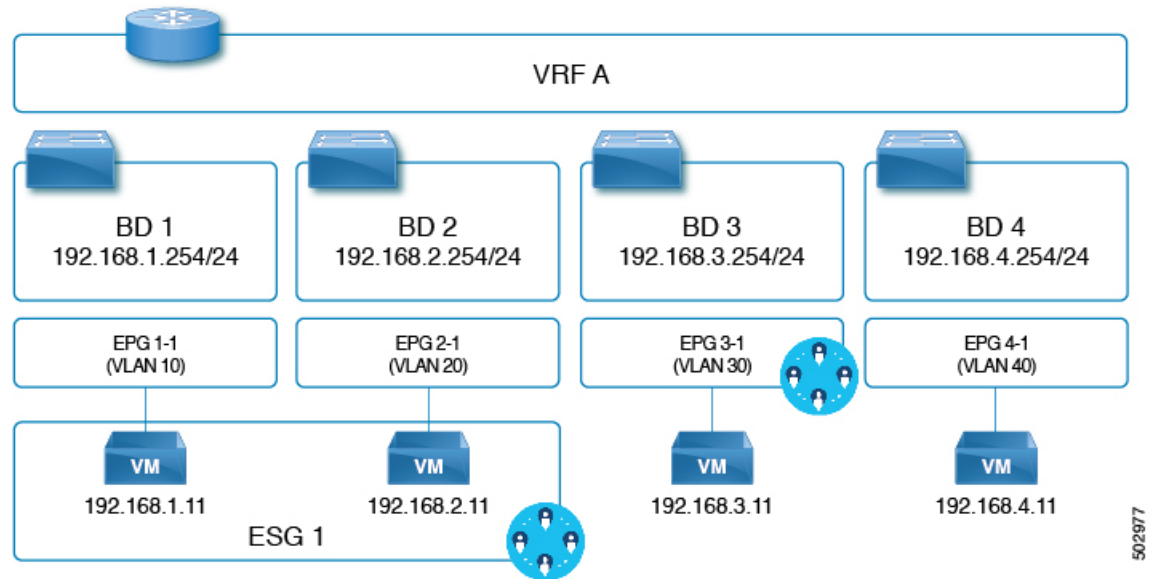 VRF A
BD 1
192.168.1.254/24
BD 2
192.168.2.254/24
BD 3
192.168.3.254/24
BD 4
192.168.4.254/24
EPG 1-1
(VLAN 10)
EPG 2-1
(VLAN 20)
EPG 3-1
(VLAN 30)
EPG 4-1
(VLAN 40)
VM
192.168.1.11
VM
192.168.2.11
VM
192.168.3.11
VM
192.168.4.11
ESG 1
502977